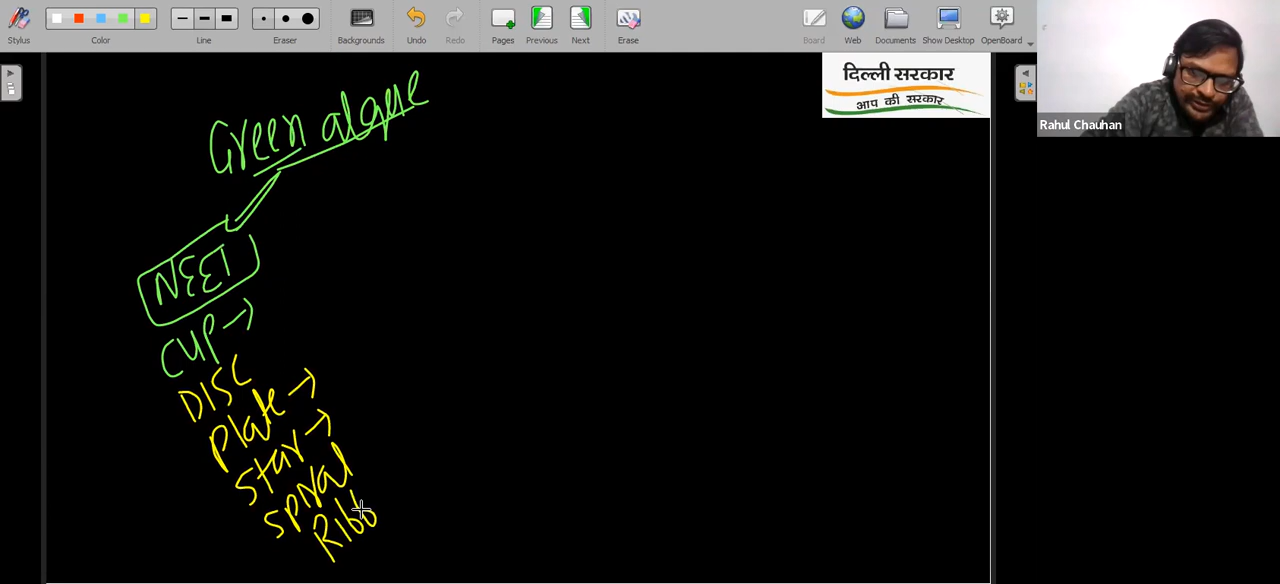 Stylus
Color
Line
Eraser
Backgrounds
Undo
Redo
Pages
Previous
Next
Erase
Board
Web
Documents
Show Desktop
OpenBoard
Rahul Chauhan
दिल्ली सरकार
आप की सरकार
Green algae
NEET
CUP →
DISC
Plate →
Star →
Spiral
Ribb